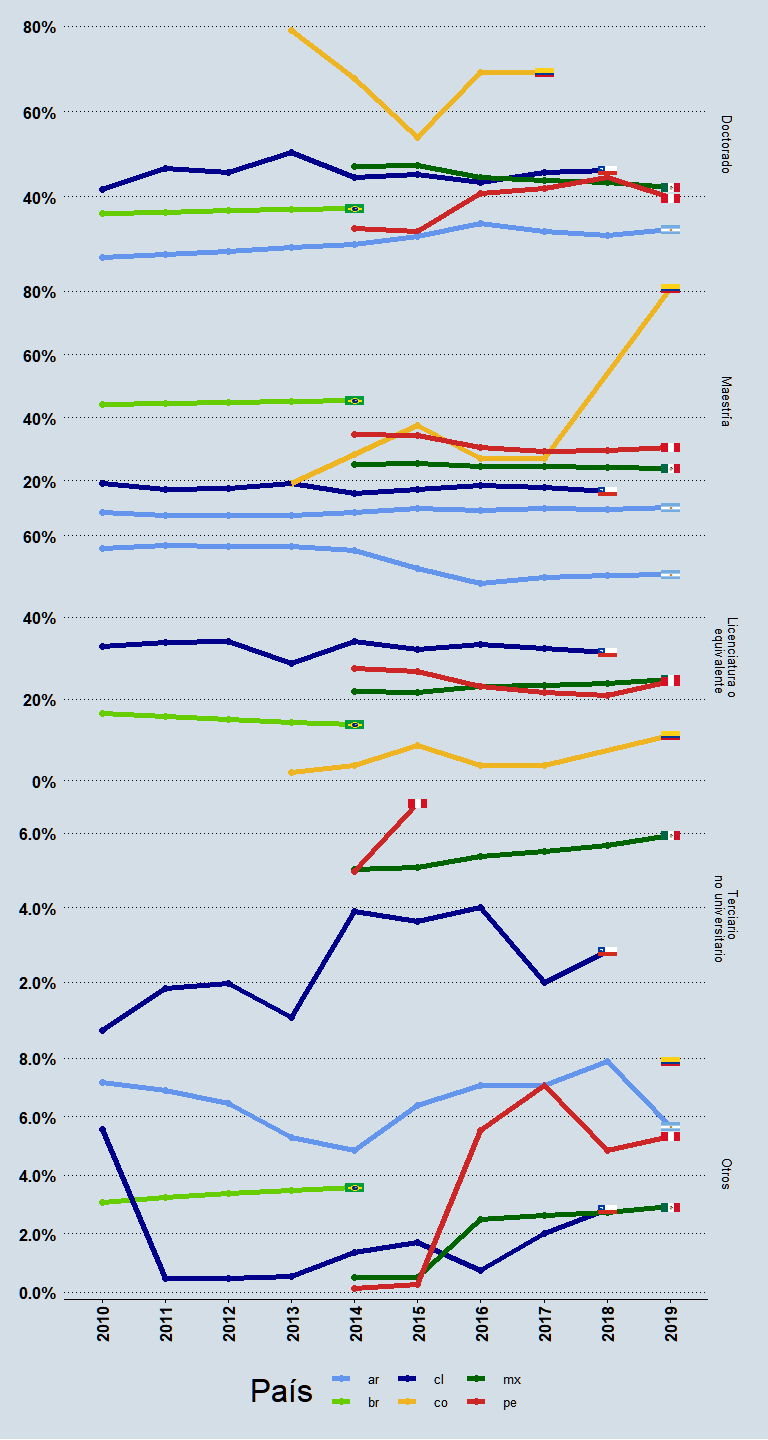 80%
60%
40%
Doctorado
80%
60%
40%
20%
Maestría
60%
40%
20%
0%
Licenciatura o
equivalente
6.0%
4.0%
2.0%
Terciario
no universitario
8.0%
6.0%
4.0%
2.0%
0.0%
Otros
2010 2011 2012 2013 2014 2015 2016 2017 2018 2019
País
ar cl mx
br co pe